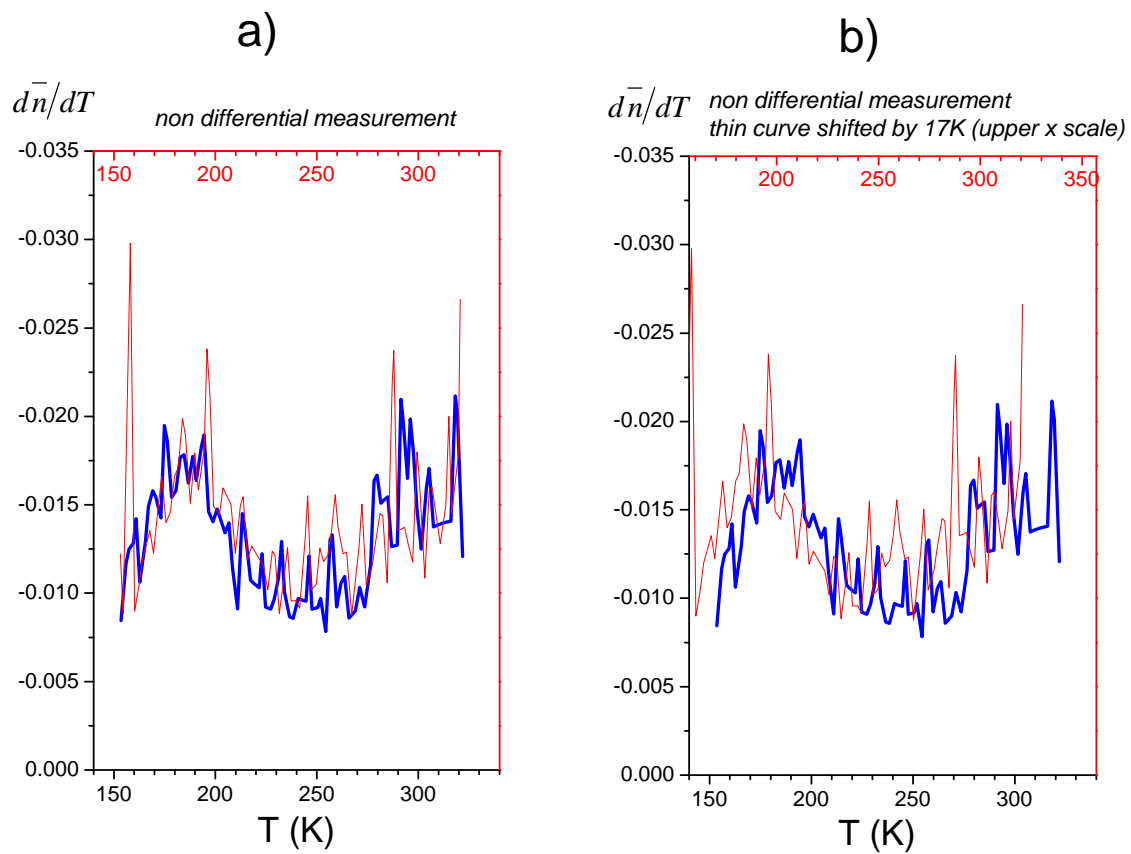 a)
dn̅/dT
non differential measurement
-0.035
-0.030
-0.025
-0.020
-0.015
-0.010
-0.005
0.000
150 200 250 300
150 200 250 300
T (K)
b)
dn̅/dT
non differential measurement
thin curve shifted by 17K (upper x scale)
-0.035
-0.030
-0.025
-0.020
-0.015
-0.010
-0.005
0.000
200 250 300 350
150 200 250 300
T (K)